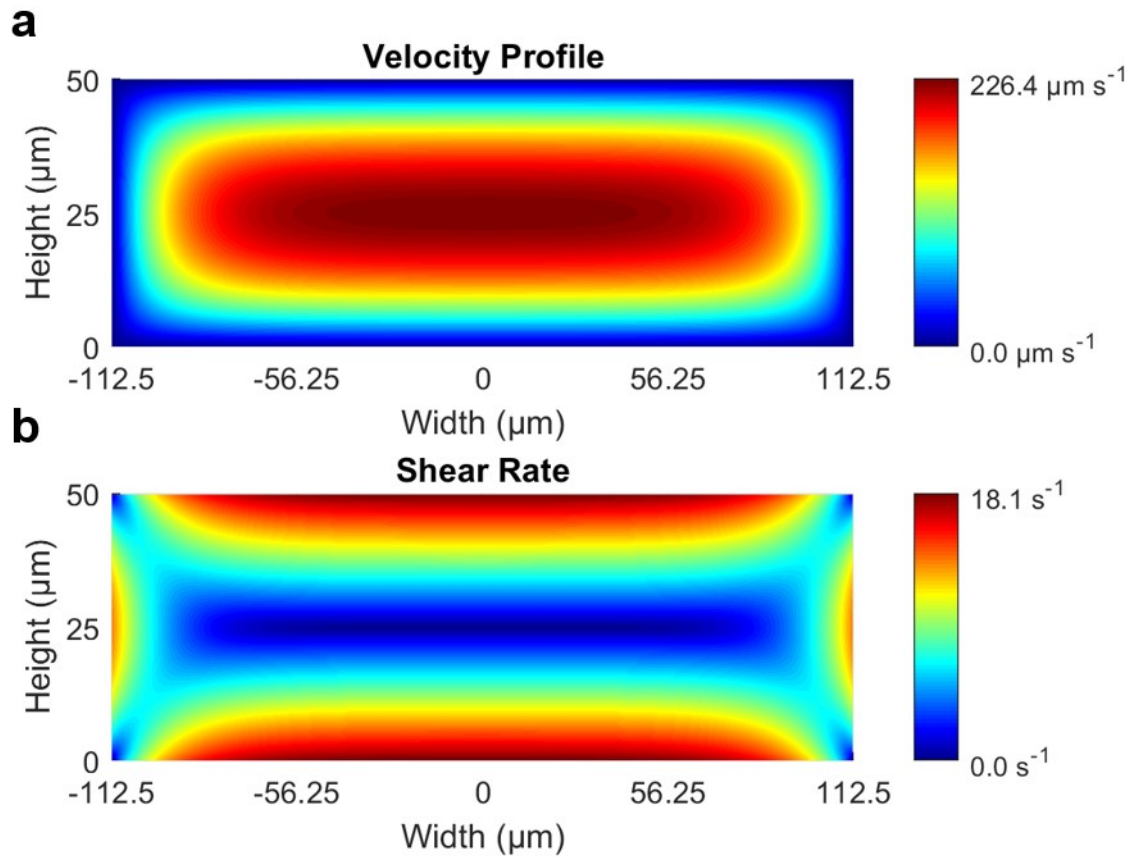 a
Velocity Profile
50
25
0
Height (µm)
-112.5 -56.25 0 56.25 112.5
Width (µm)
226.4 µm s-1
0.0 µm s-1
b
Shear Rate
50
25
0
Height (µm)
-112.5 -56.25 0 56.25 112.5
Width (µm)
18.1 s-1
0.0 s-1